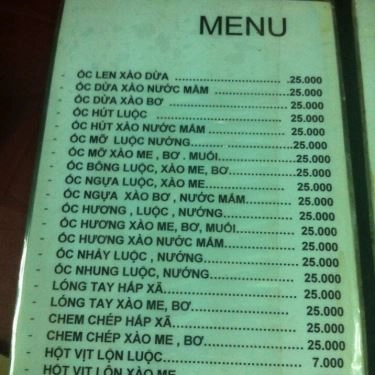 MENU
- ỐC LEN XÀO DỪA ........................ .25.000
- ỐC DỪA XÀO NƯỚC MẮM ..................25.000
- ỐC DỪA XÀO BƠ ........................ 25.000
- ỐC HÚT LUỘC ........................ 25.000
- ỐC HÚT XÀO NƯỚC MẮM .................. 25.000
- ỐC MỠ LUỘC NƯỚNG........................25.000
- ỐC MỠ XÀO ME , BƠ . MUỐI..................25.000
- ỐC BÔNG LUỘC, XÀO ME, BƠ.................. 25.000
- ỐC NGỰA LUỘC, XÀO ME.................. 25.000
- ỐC NGỰA XÀO BƠ , NƯỚC MẮM.................. 25.000
- ỐC HƯƠNG , LUỘC , NƯỚNG.................. 25.000
- ỐC HƯƠNG XÀO ME, BƠ, MUỐI.................. 25.000
- ỐC HƯƠNG XÀO NƯỚC MẮM.................. 25.000
- ỐC NHẢY LUỘC , NƯỚNG.................. 25.000
- ỐC NHUNG LUỘC, NƯỚNG.................. 25.000
- LÓNG TAY HẤP XÃ........................ 25.000
- LÓNG TAY XÀO ME, BƠ.................. 25.000
- CHEM CHÉP HẤP XÃ.................. 25.000
- CHEM CHÉP XÀO ME , BƠ.................. 25.000
- HỘT VỊT LỘN LUỘC.................. 7.000
- HỘT VỊT LỘN XÀO ME